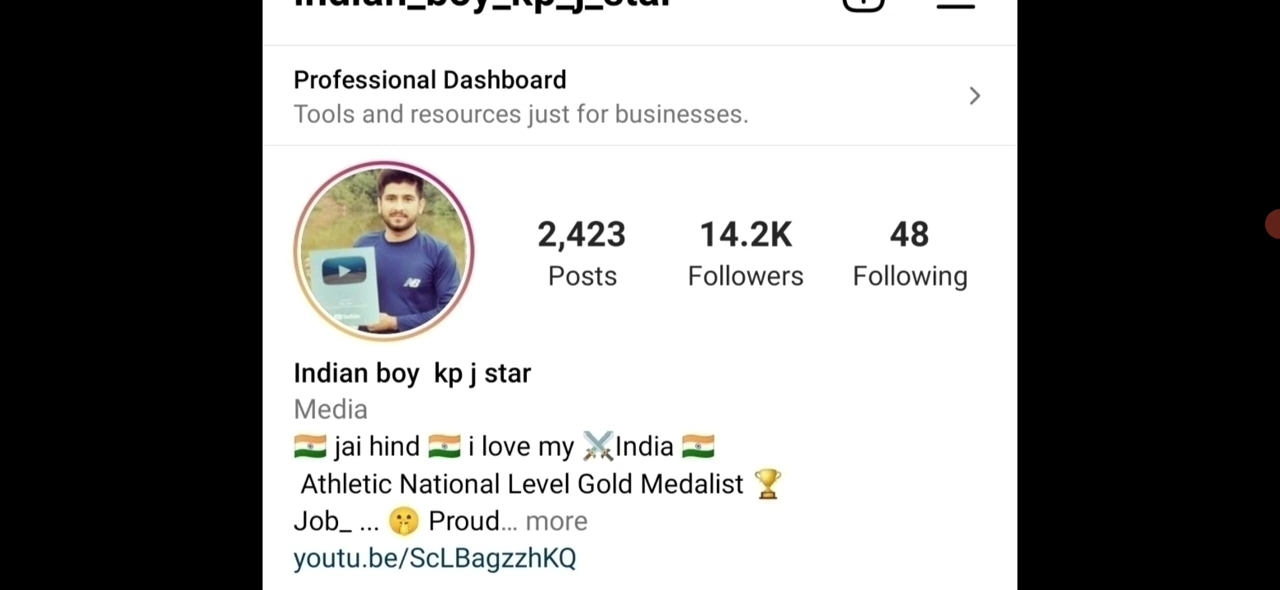 indian_boy_kp_j_star
Professional Dashboard
Tools and resources just for businesses.
2,423 14.2K 48
Posts Followers Following
Indian boy kp j star
Media
🇮🇳 jai hind 🇮🇳 i love my ⚔️India 🇮🇳
Athletic National Level Gold Medalist 🏆
Job_ ... 🤫 Proud... more
youtu.be/ScLBagzzhKQ